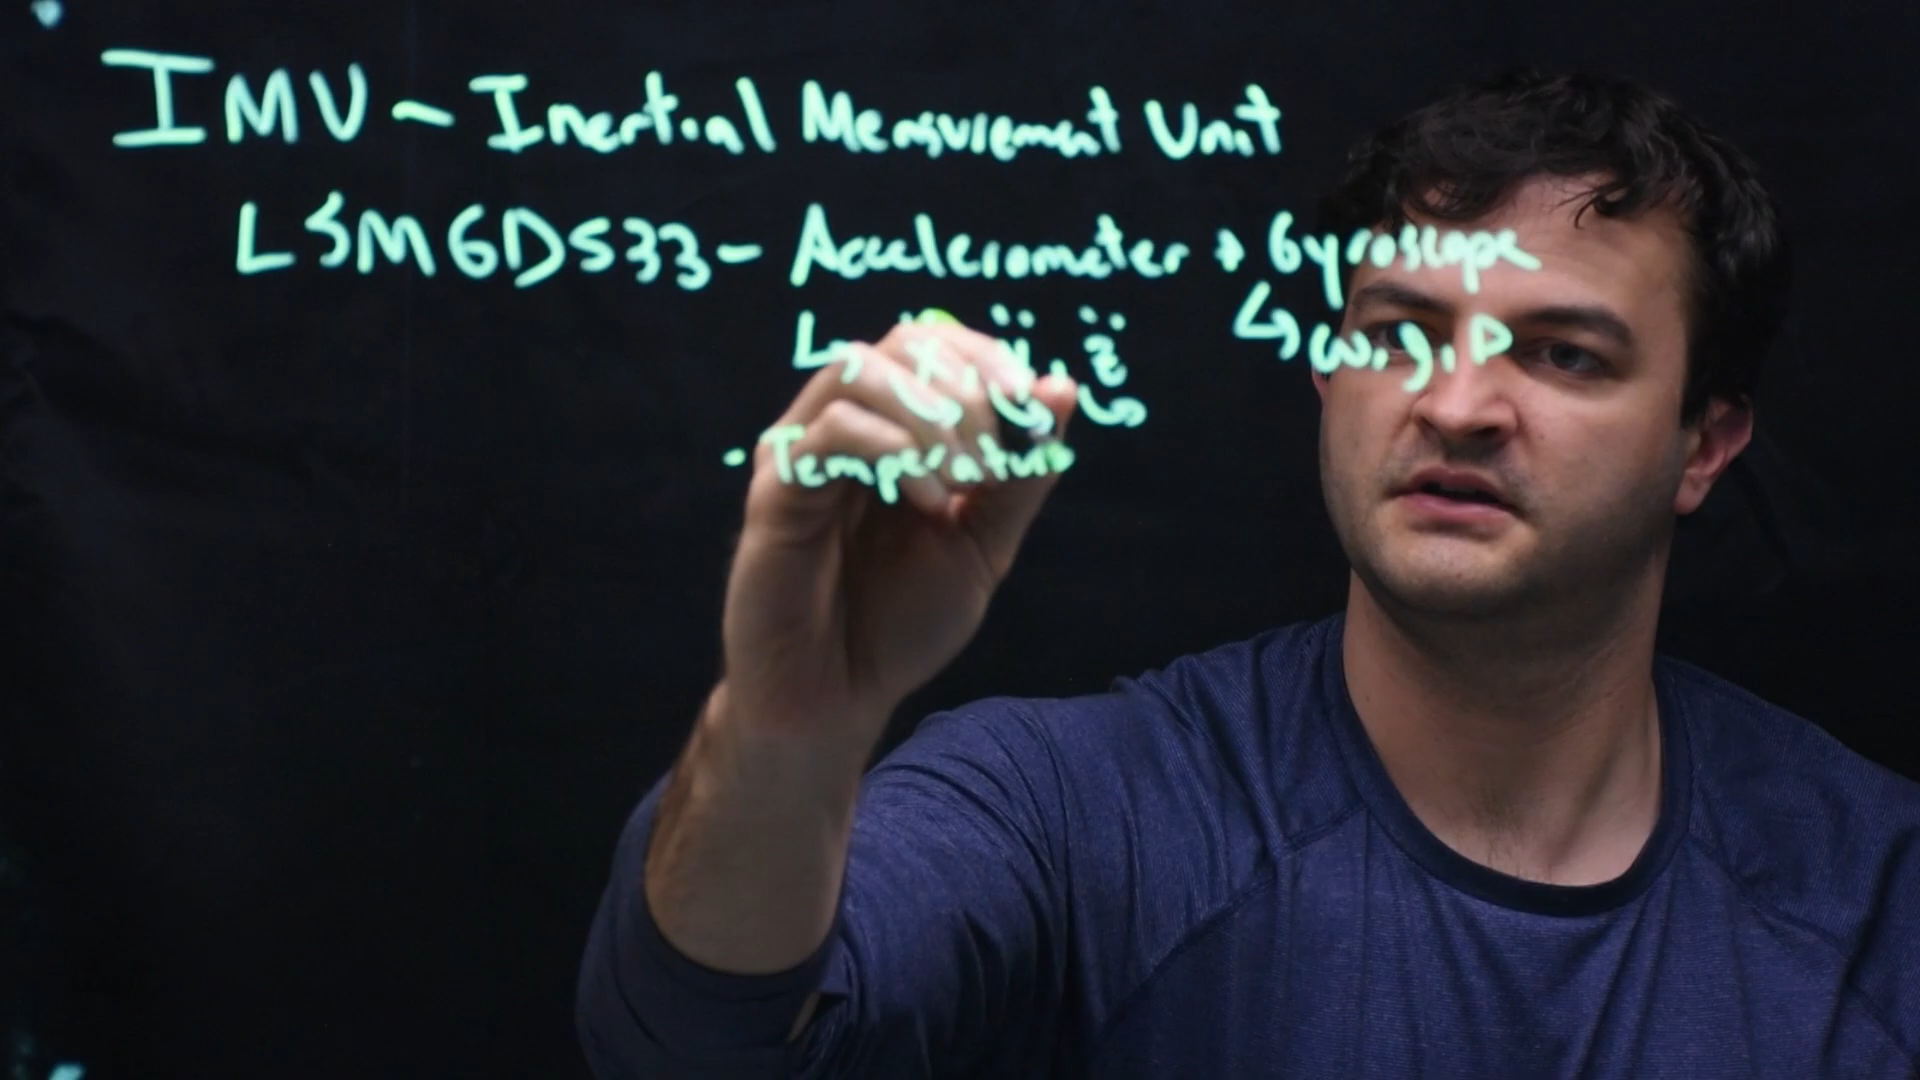 IMU - Inertial Measurement Unit
LSM6DS33 - Accelerometer + Gyroscope
↳ ẍ, ÿ, z̈ ↳ ω, g, p
- Temperature